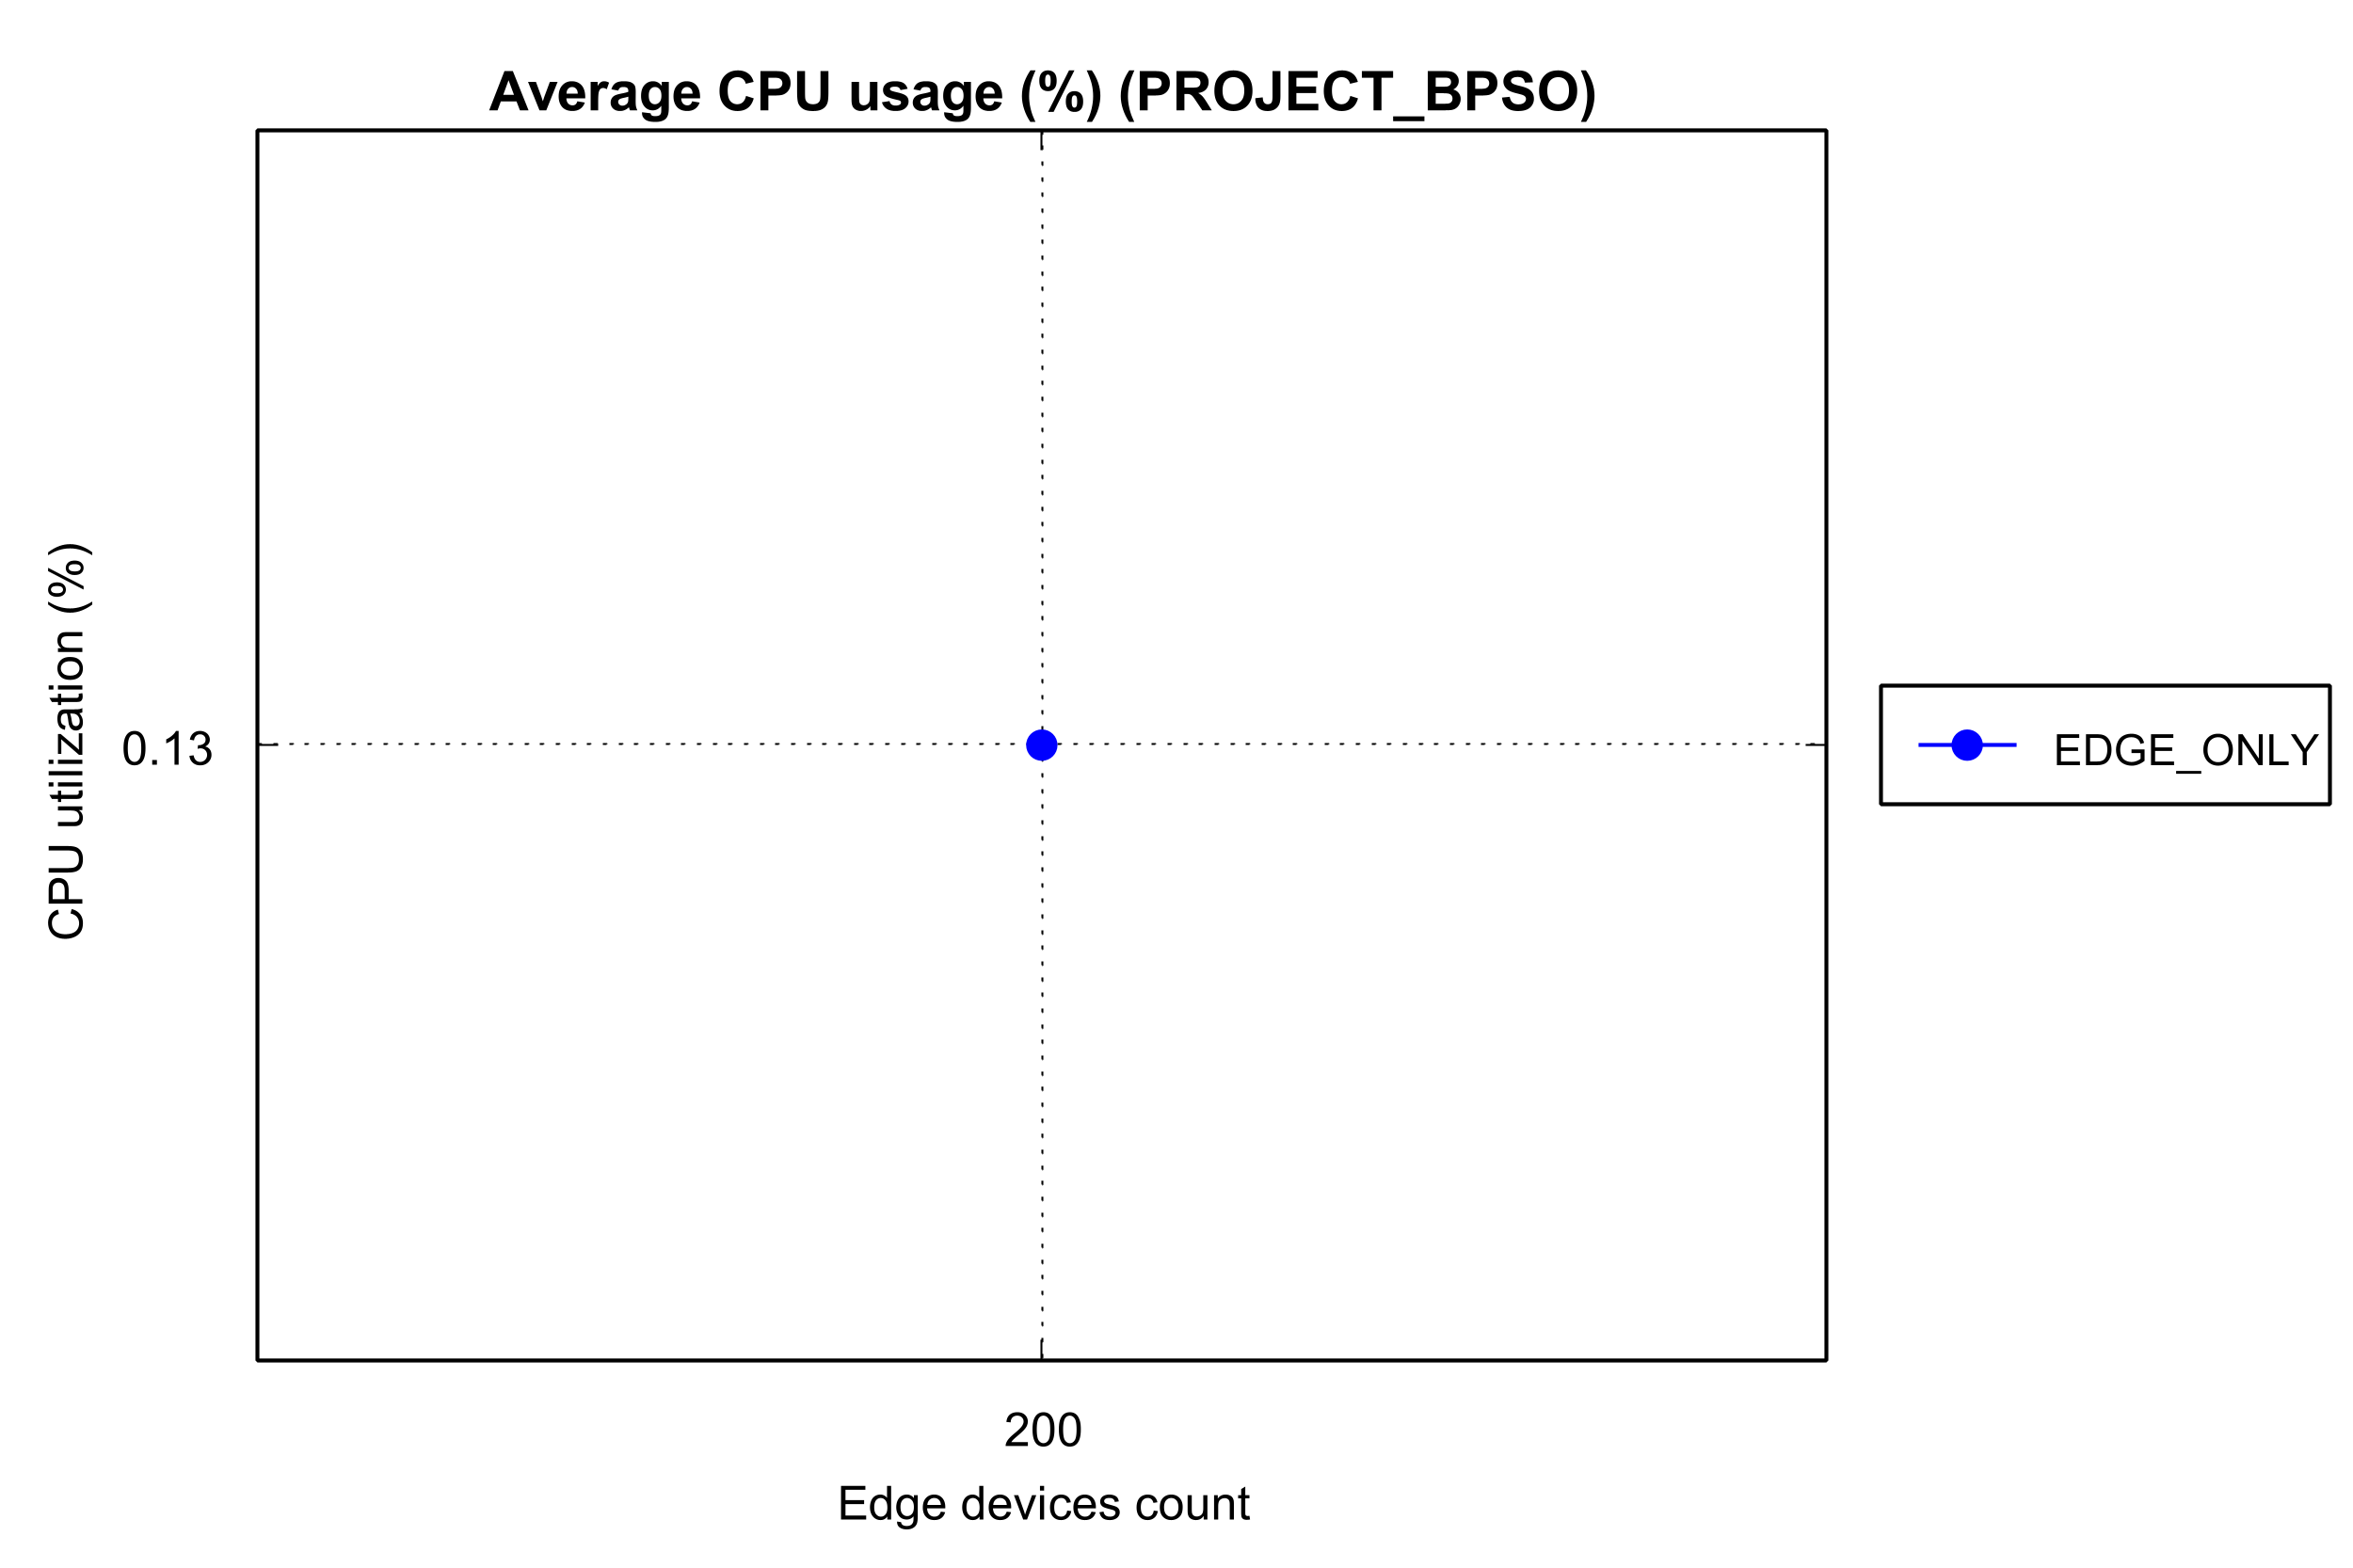 Average CPU usage (%) (PROJECT_BPSO)
CPU utilization (%)
0.13
EDGE_ONLY
200
Edge devices count